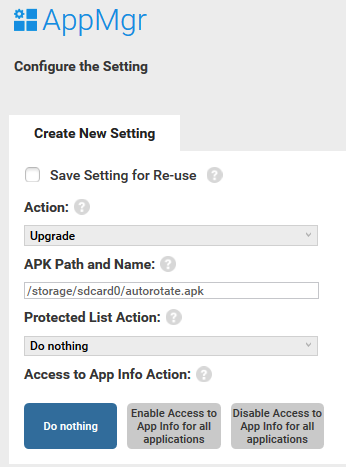 AppMgr
Configure the Setting
Create New Setting
Save Setting for Re-use ?
Action: ?
Upgrade
APK Path and Name: ?
/storage/sdcard0/autorotate.apk
Protected List Action: ?
Do nothing
Access to App Info Action: ?
Do nothing
Enable Access to
App Info for all
applications
Disable Access to
App Info for all
applications